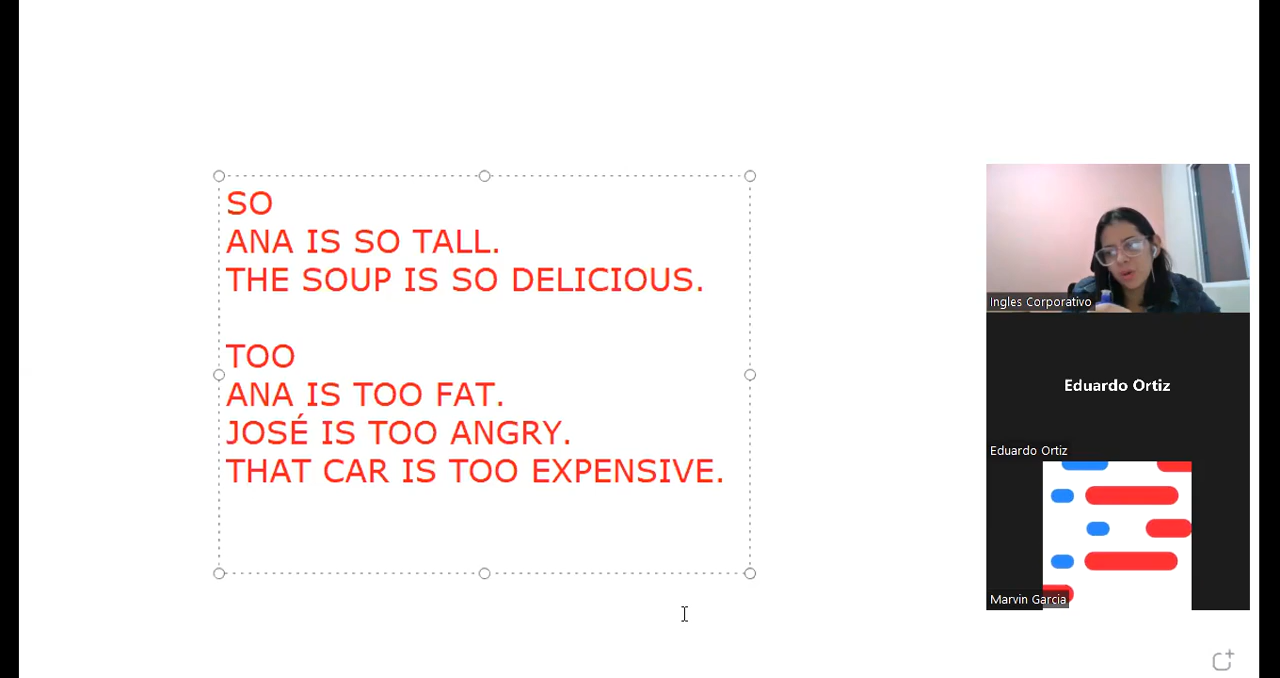 SO
ANA IS SO TALL.
THE SOUP IS SO DELICIOUS.
TOO
ANA IS TOO FAT.
JOSÉ IS TOO ANGRY.
THAT CAR IS TOO EXPENSIVE.
Ingles Corporativo
Eduardo Ortiz
Eduardo Ortiz
Marvin Garcia